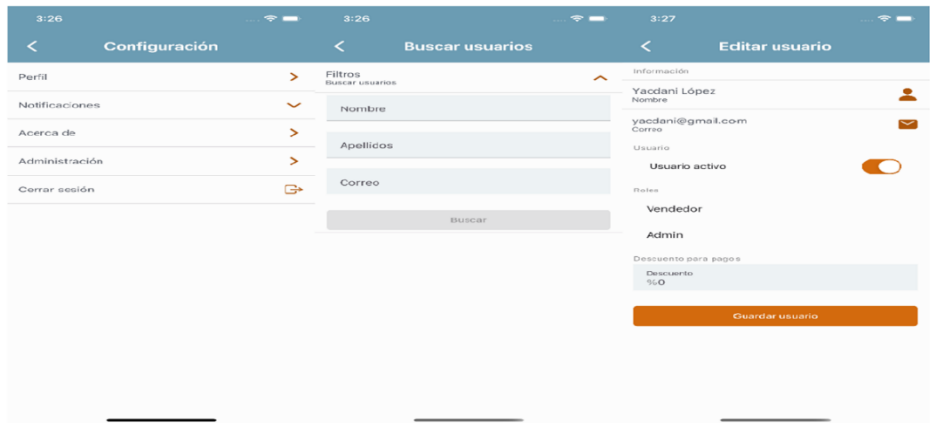 3:26
Configuración
Perfil
Notificaciones
Acerca de
Administración
Cerrar sesión
3:26
Buscar usuarios
Filtros
Buscar usuarios
Nombre
Apellidos
Correo
Buscar
3:27
Editar usuario
Información
Yacdani López
Nombre
yacdani@gmail.com
Correo
Usuario
Usuario activo
Roles
Vendedor
Admin
Descuento para pagos
Descuento
%0
Guardar usuario